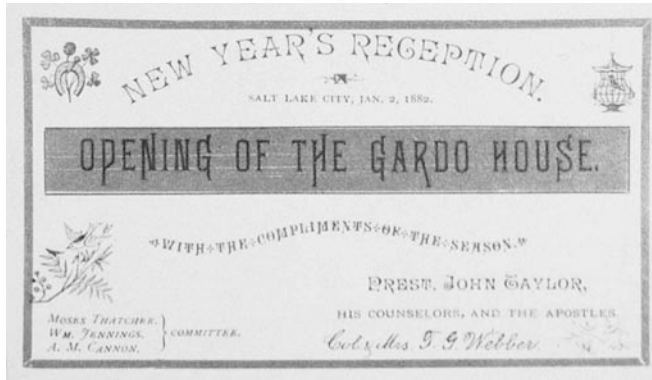 NEW YEAR'S RECEPTION.
SALT LAKE CITY, JAN. 2, 1882.
OPENING OF THE GARDO HOUSE.
WITH THE COMPLIMENTS OF THE SEASON.
PREST. JOHN TAYLOR,
HIS COUNSELORS, AND THE APOSTLES
Col & Mrs. T. G. Webber.
MOSES THATCHER,
WM. JENNINGS,
A. M. CANNON.
COMMITTEE.